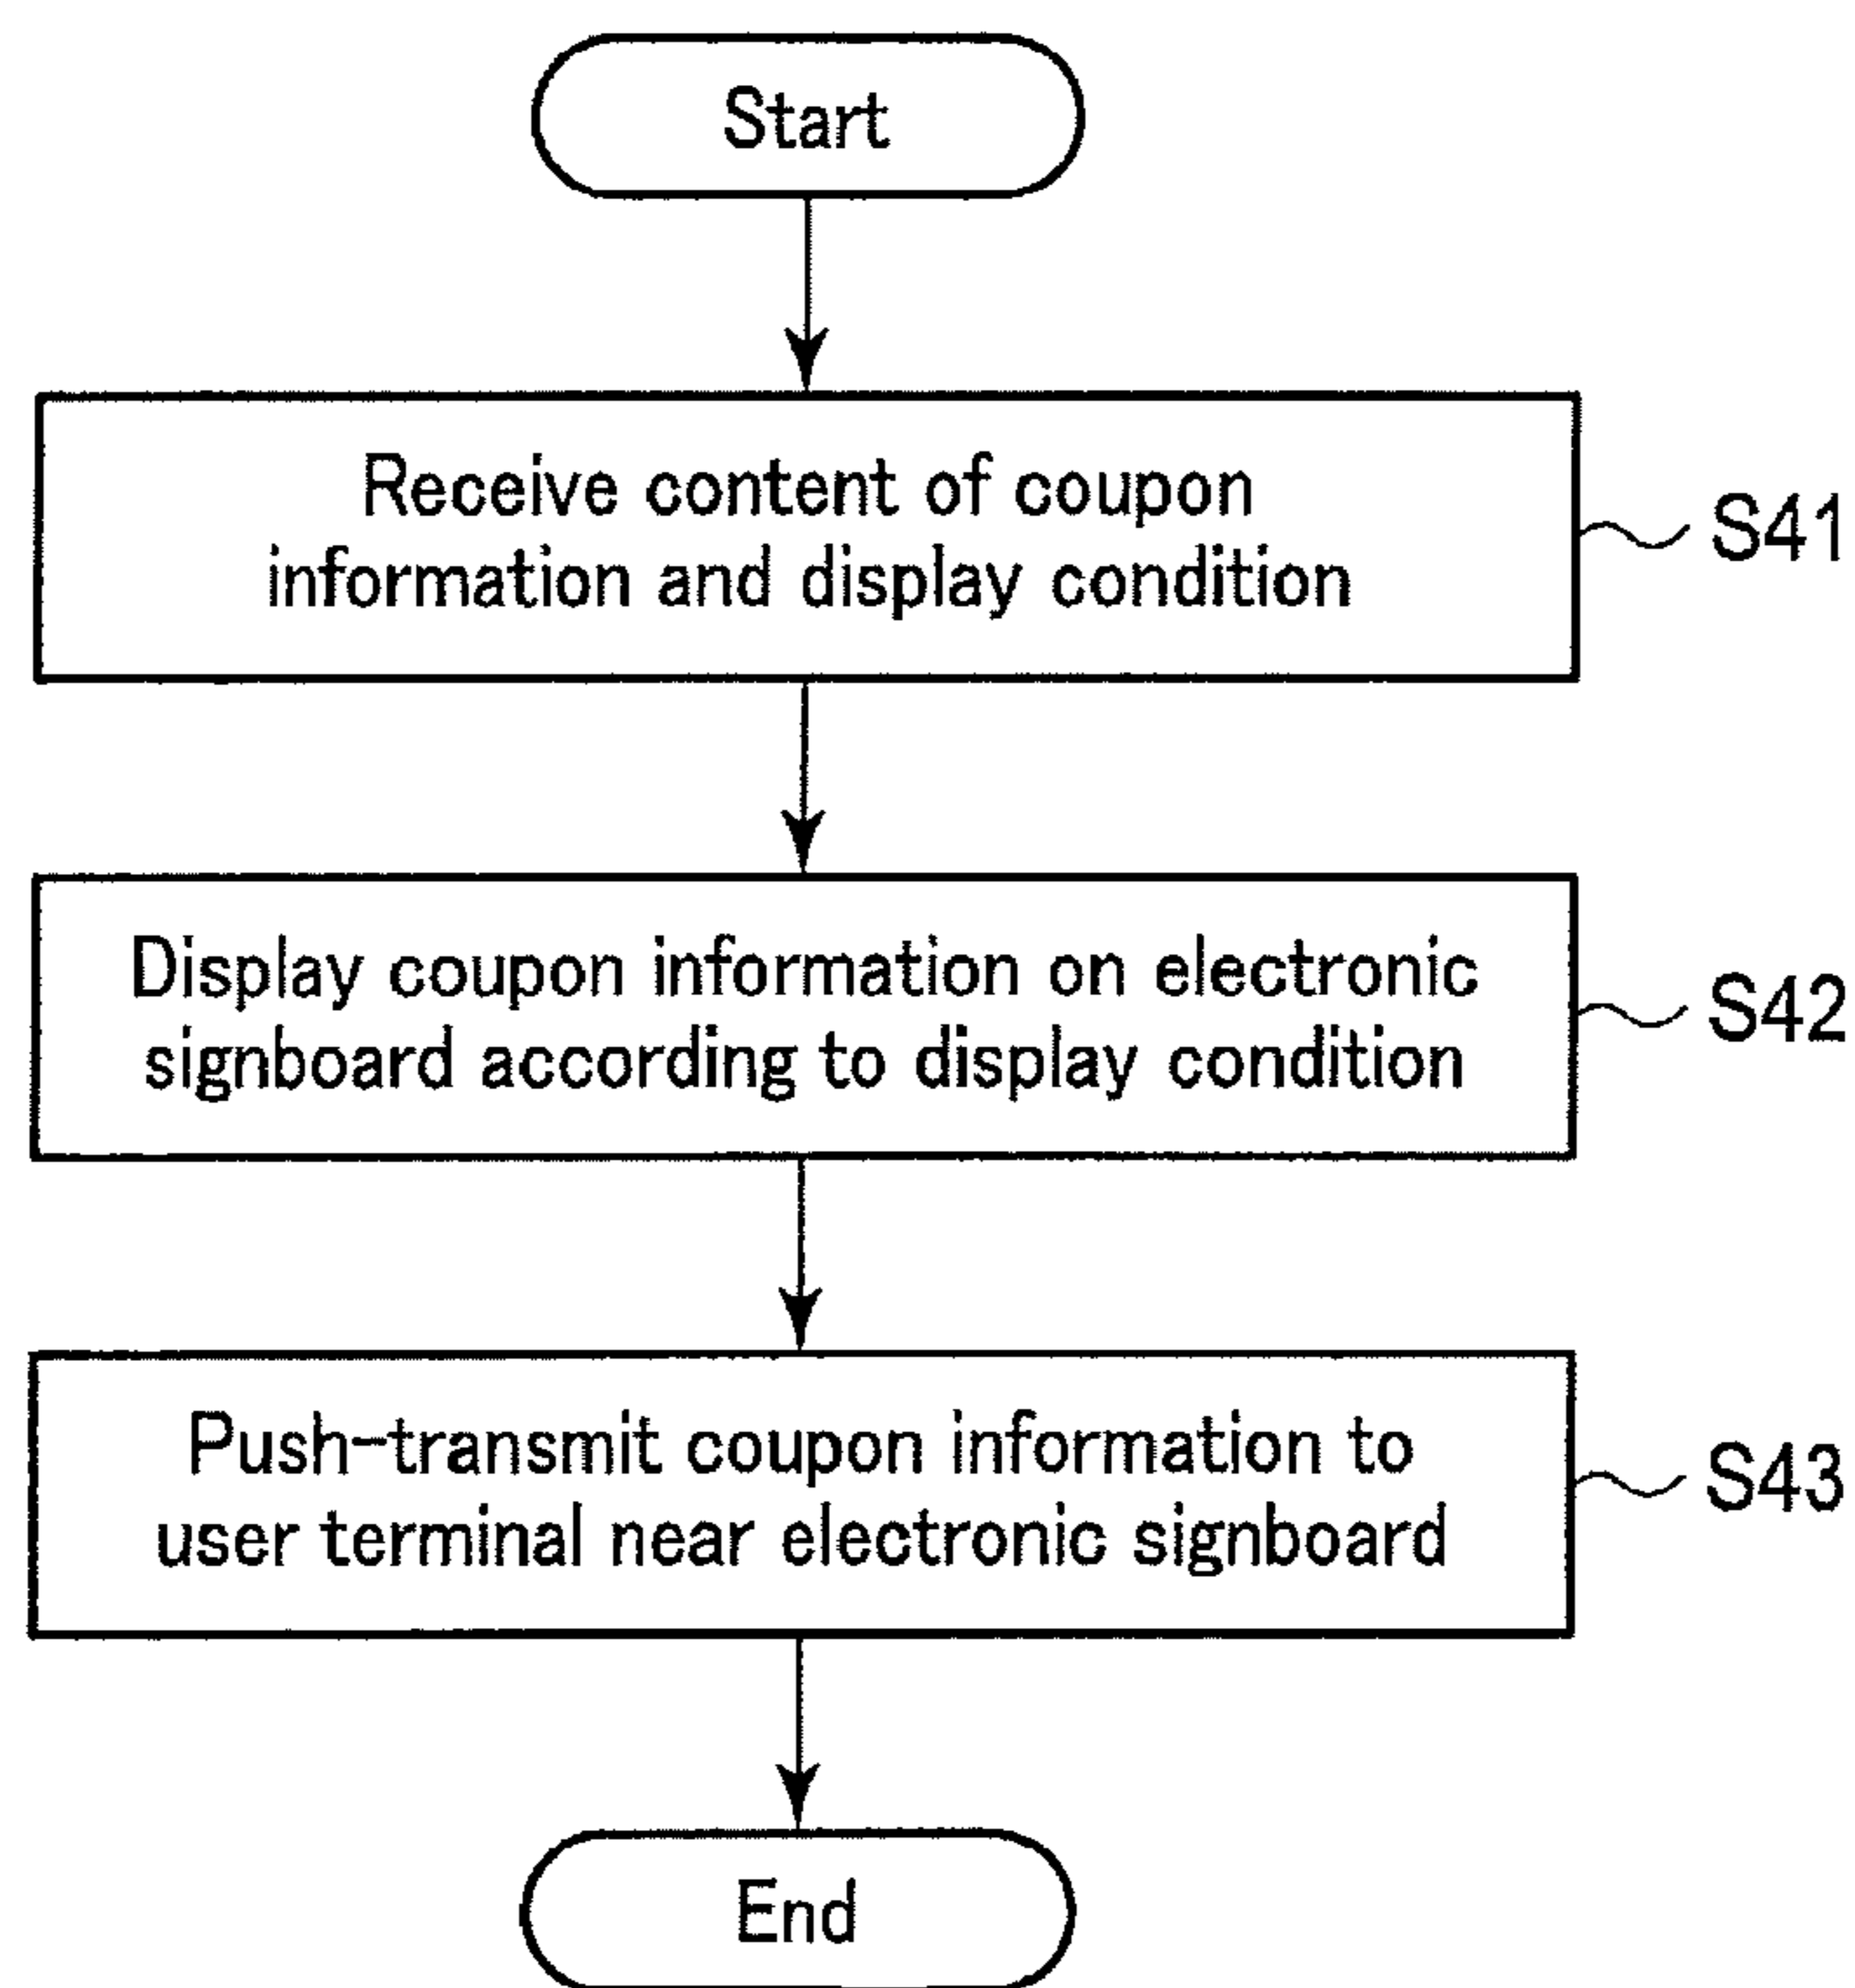 Start
Receive content of coupon
information and display condition
S41
Display coupon information on electronic
signboard according to display condition
S42
Push-transmit coupon information to
user terminal near electronic signboard
S43
End